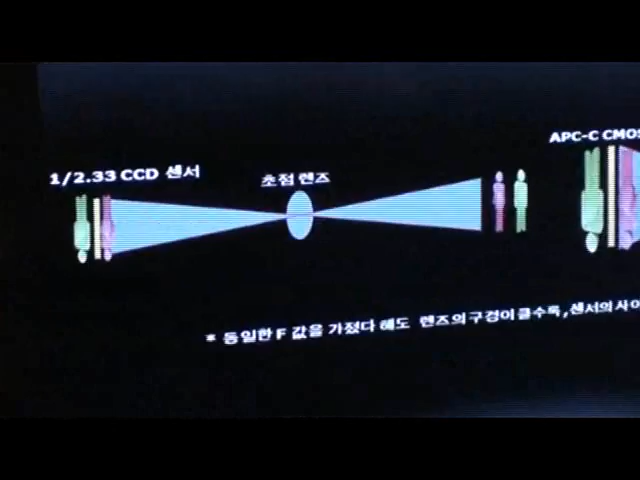 APC-C CMOS
1/2.33 CCD 센서
초점 렌즈
* 동일한 F 값을 가졌다 해도 렌즈의 구경이 클수록, 센서의 사이